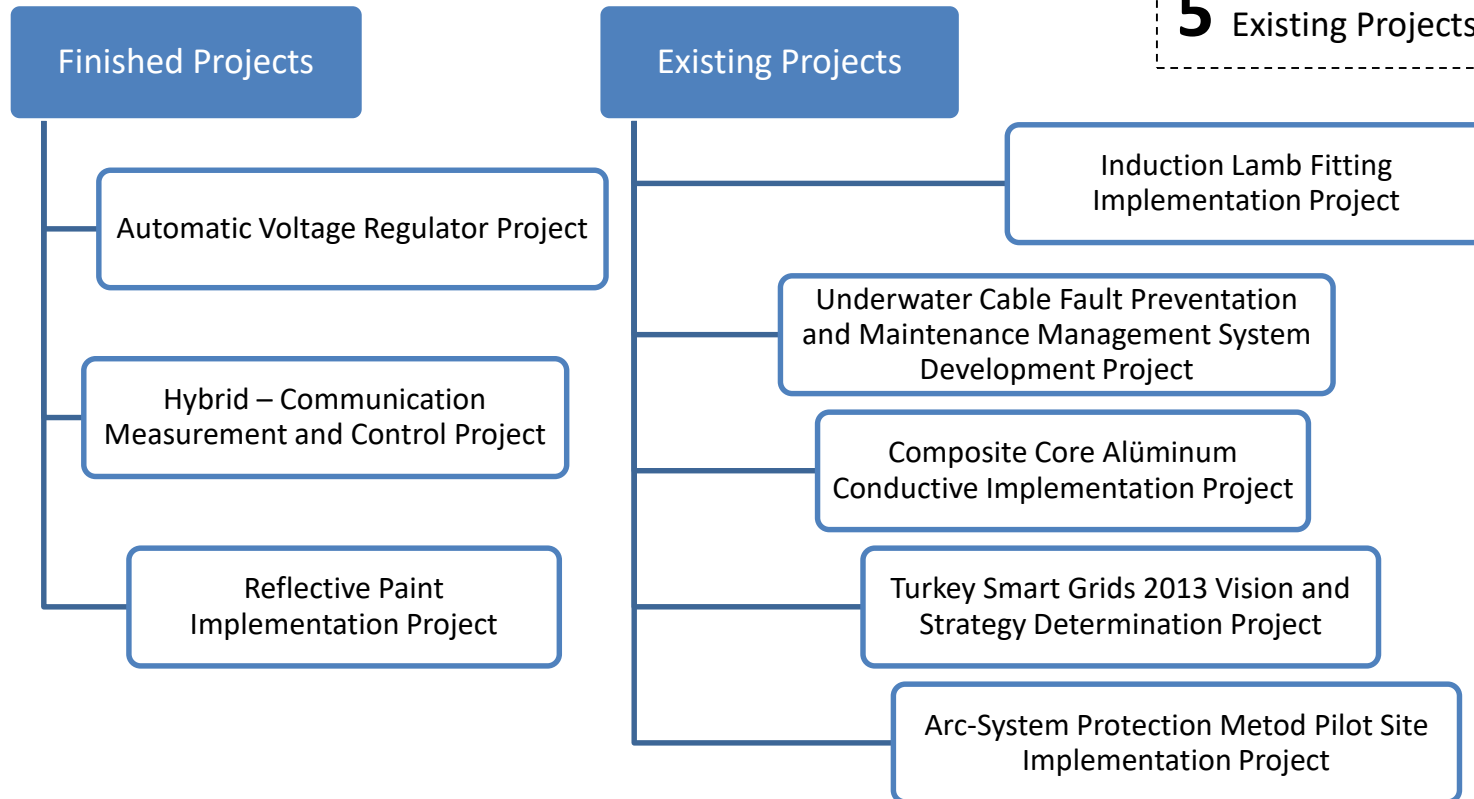 5 Existing Projects
Finished Projects
Automatic Voltage Regulator Project
Hybrid – Communication
Measurement and Control Project
Reflective Paint
Implementation Project
Existing Projects
Induction Lamb Fitting
Implementation Project
Underwater Cable Fault Preventation
and Maintenance Management System
Development Project
Composite Core Alüminum
Conductive Implementation Project
Turkey Smart Grids 2013 Vision and
Strategy Determination Project
Arc-System Protection Metod Pilot Site
Implementation Project